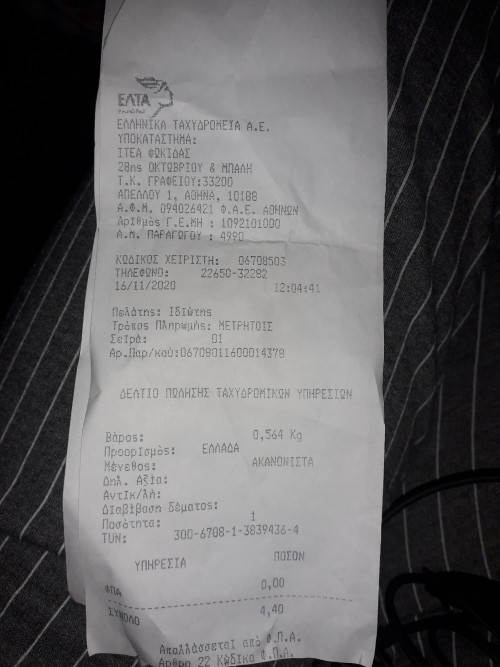 ΕΛΤΑ
ΕΛΛΗΝΙΚΑ ΤΑΧΥΔΡΟΜΕΙΑ Α.Ε.
ΥΠΟΚΑΤΑΣΤΗΜΑ:
ΙΤΕΑ ΦΩΚΙΔΑΣ
28ης ΟΚΤΩΒΡΙΟΥ & ΜΠΑΛΗ
Τ.Κ. ΓΡΑΦΕΙΟΥ:33200
ΑΠΕΛΛΟΥ 1, ΑΘΗΝΑ, 10188
Α.Φ.Μ. 094026421 Φ.Α.Ε. ΑΘΗΝΩΝ
Αριθμός Γ.Ε.ΜΗ : 1092101000
Α.Μ. ΠΑΡΑΓΩΓΟΥ : 4990
ΚΩΔΙΚΟΣ ΧΕΙΡΙΣΤΗ: 06708503
ΤΗΛΕΦΩΝΟ: 22650-32282
16/11/2020 12:04:41
Πελάτης: Ιδιώτης
Τρόπος Πληρωμής: ΜΕΤΡΗΤΟΙΣ
Σειρά: 01
Αρ.Παρ/κού:06708011600014378
ΔΕΛΤΙΟ ΠΩΛΗΣΗΣ ΤΑΧΥΔΡΟΜΙΚΩΝ ΥΠΗΡΕΣΙΩΝ
Βάρος: 0,564 Kg
Προορισμός: ΕΛΛΑΔΑ
Μέγεθος: ΑΚΑΝΟΝΙΣΤΑ
Δηλ. Αξία:
Αντικ/λή:
Διαβίβαση δέματος:
Ποσότητα: 1
TUN: 300-6708-1-3839436-4
ΥΠΗΡΕΣΙΑ ΠΟΣΟΝ
ΦΠΑ 0,00
ΣΥΝΟΛΟ 4,40
Απαλλάσσεται από Φ.Π.Α.
Αρθρη 22 Κώδικα Φ.Π.Α.